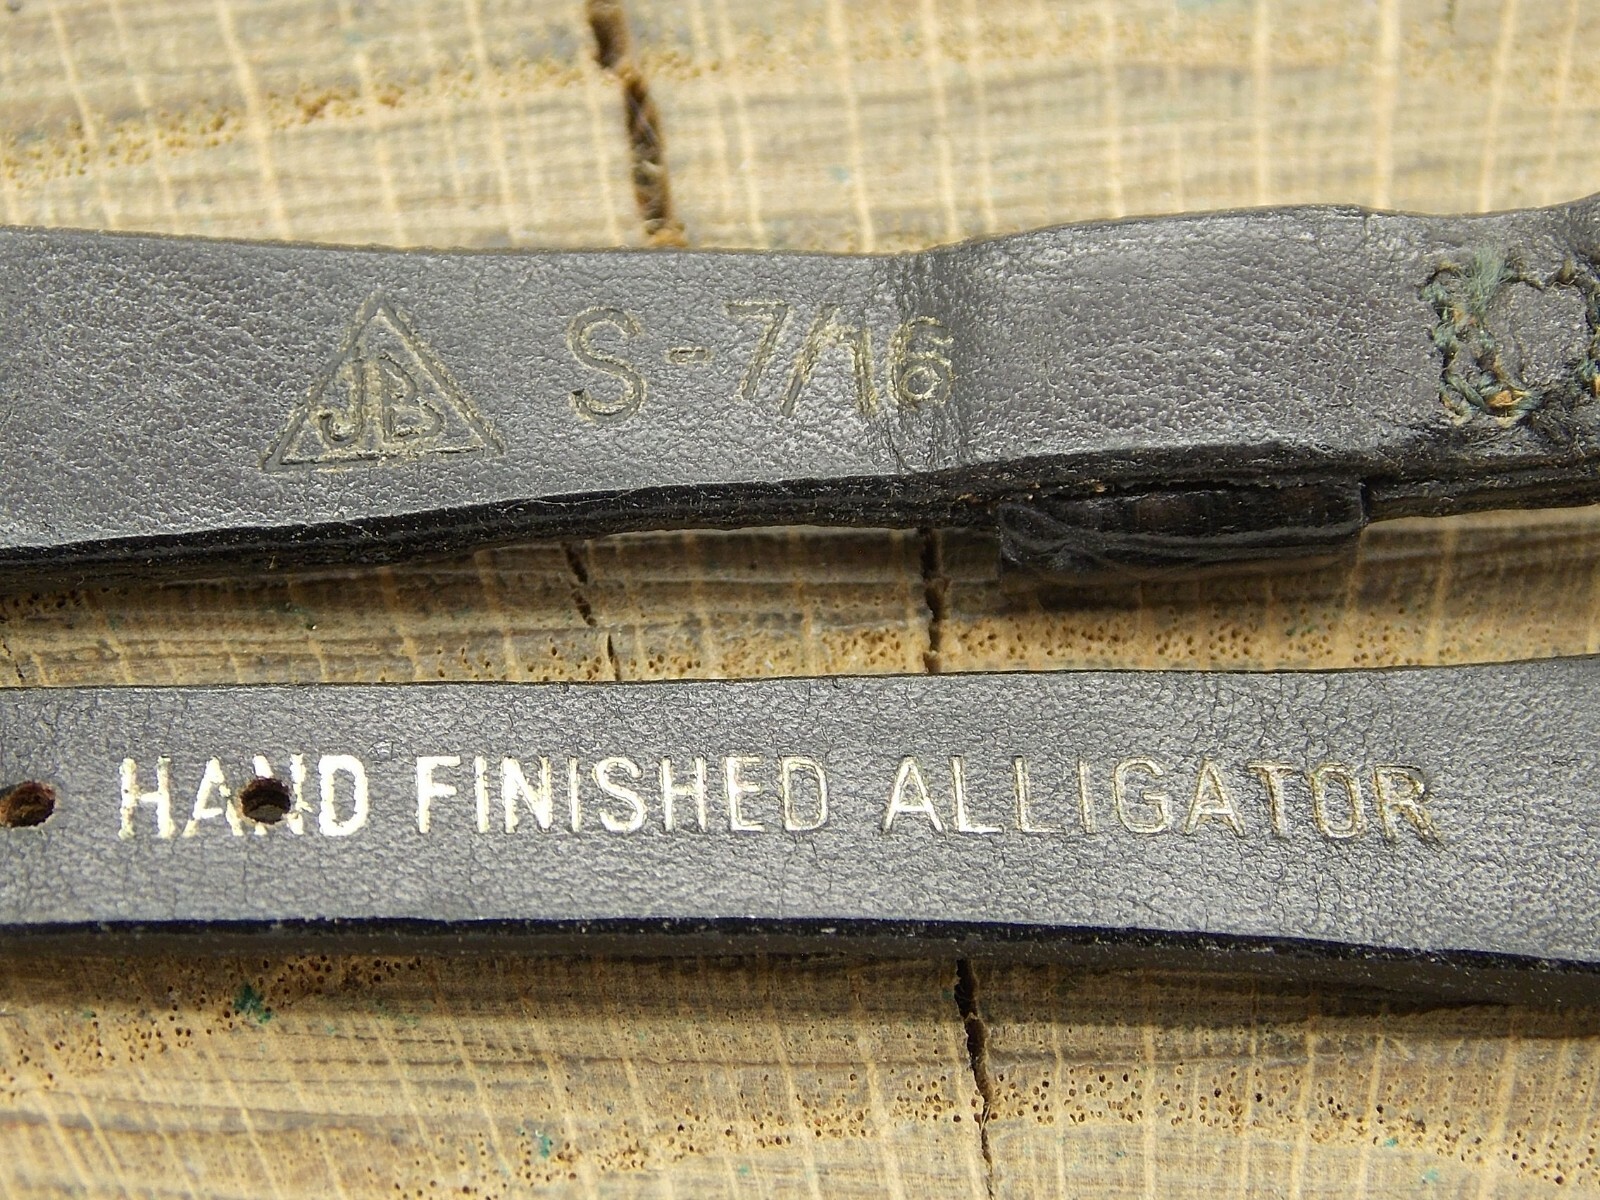 JB S-7/16
HAND FINISHED ALLIGATOR